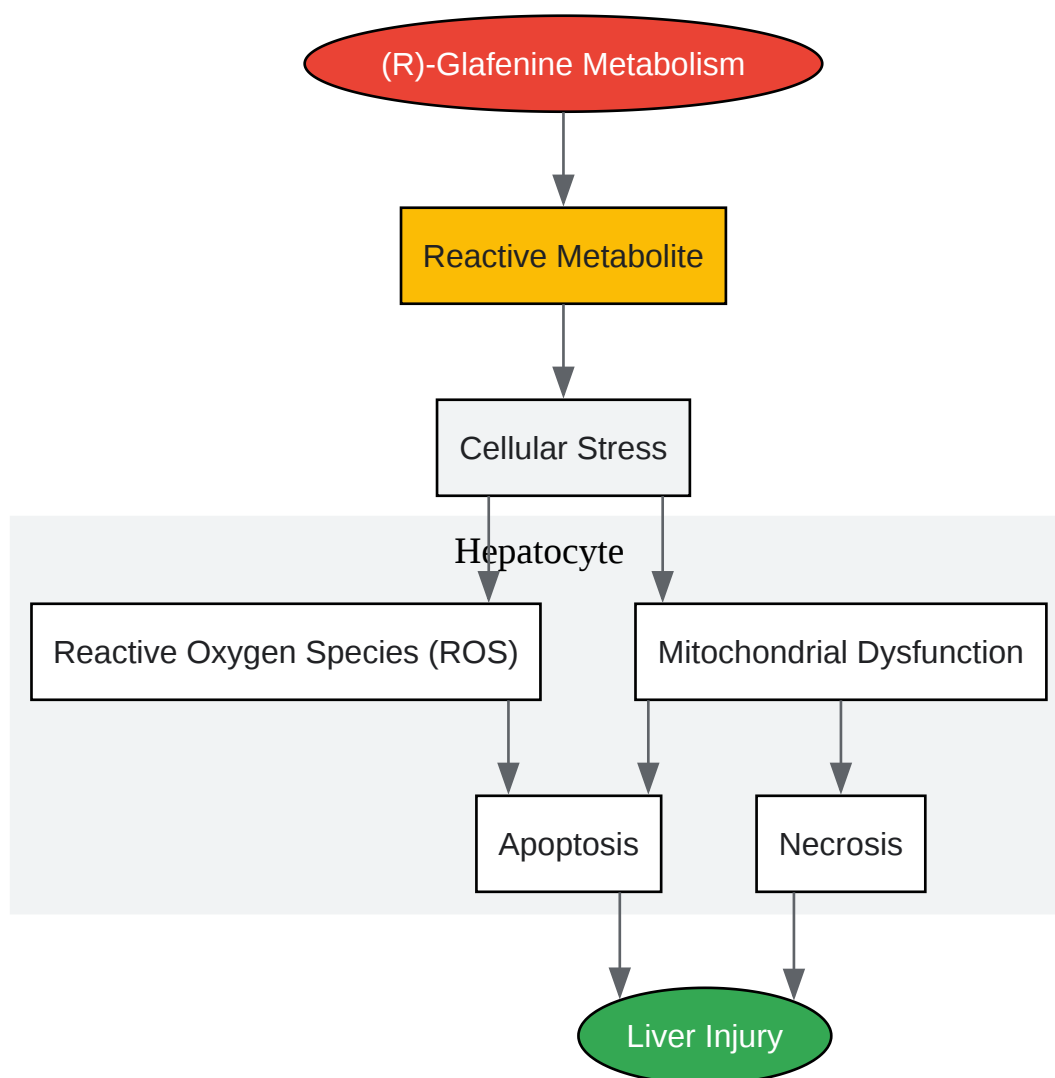 (R)-Glafenine Metabolism
Reactive Metabolite
Cellular Stress
Hepatocyte
Reactive Oxygen Species (ROS)
Mitochondrial Dysfunction
Apoptosis
Necrosis
Liver Injury